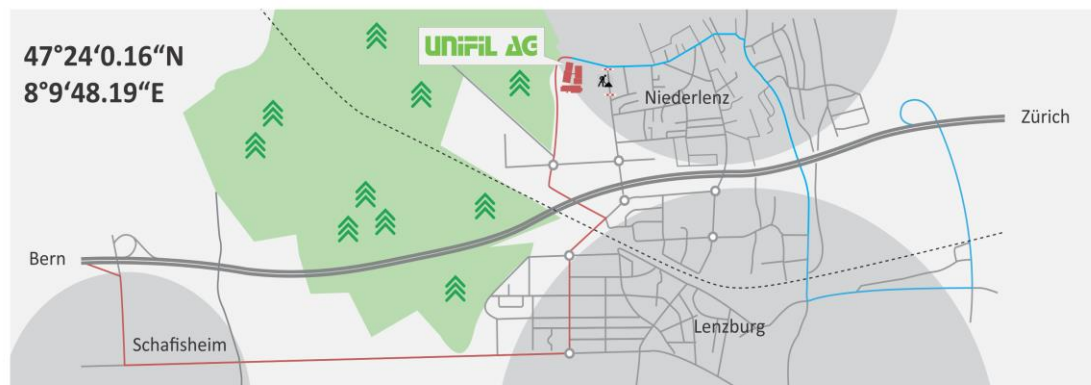 47°24‘0.16“N
8°9‘48.19“E
UNIFIL AG
Niederlenz
Zürich
Bern
Lenzburg
Schafisheim